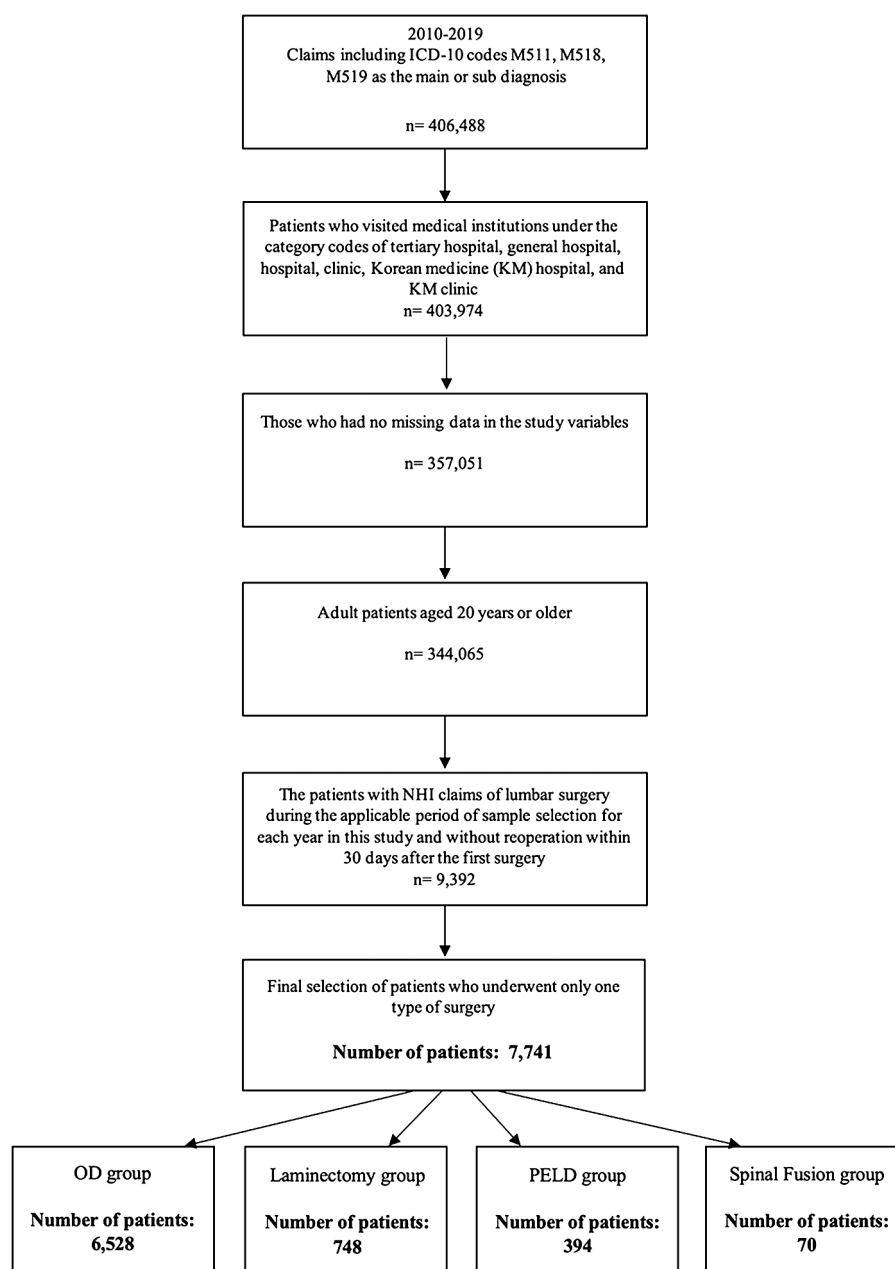 2010-2019
Claims including ICD-10 codes M511, M518,
M519 as the main or sub diagnosis
n= 406,488
Patients who visited medical institutions under the
category codes of tertiary hospital, general hospital,
hospital, clinic, Korean medicine (KM) hospital, and
KM clinic
n= 403,974
Those who had no missing data in the study variables
n= 357,051
Adult patients aged 20 years or older
n= 344,065
The patients with NHI claims of lumbar surgery
during the applicable period of sample selection for
each year in this study and without reoperation within
30 days after the first surgery
n= 9,392
Final selection of patients who underwent only one
type of surgery
Number of patients: 7,741
OD group
Number of patients:
6,528
Laminectomy group
Number of patients:
748
PELD group
Number of patients:
394
Spinal Fusion group
Number of patients:
70